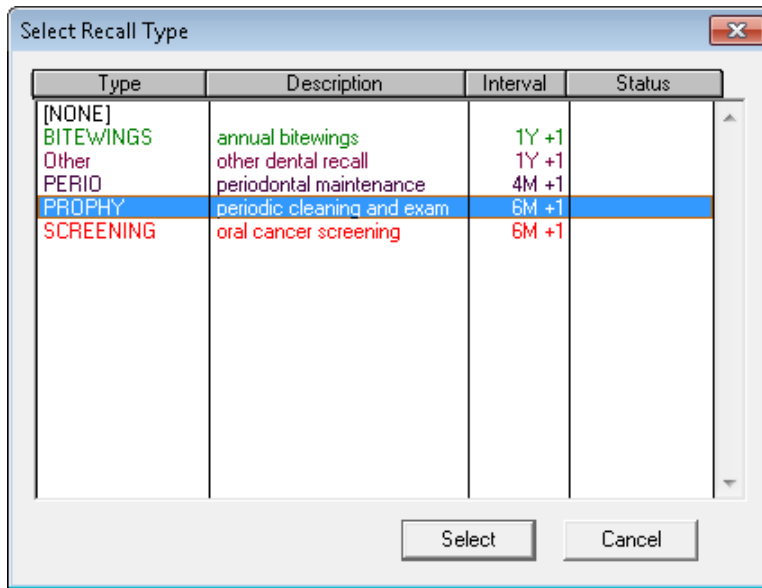 Select Recall Type
Type Description Interval Status
[NONE]
BITEWINGS annual bitewings 1Y +1
Other other dental recall 1Y +1
PERIO periodontal maintenance 4M +1
PROPHY periodic cleaning and exam 6M +1
SCREENING oral cancer screening 6M +1
Select Cancel